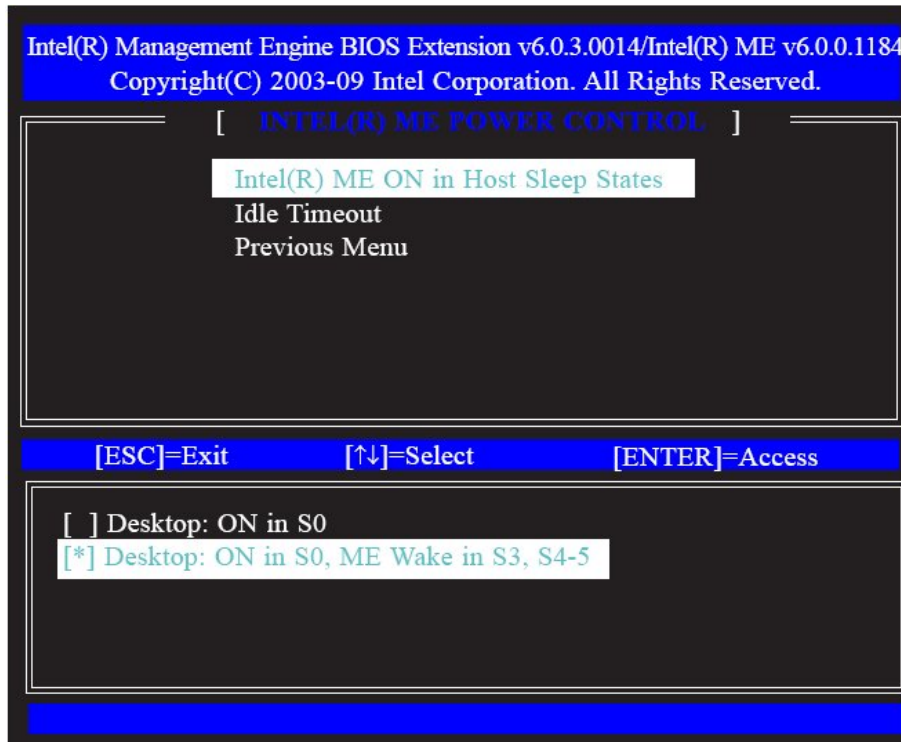 Intel(R) Management Engine BIOS Extension v6.0.3.0014/Intel(R) ME v6.0.0.1184
Copyright(C) 2003-09 Intel Corporation. All Rights Reserved.
[ INTEL(R) ME POWER CONTROL ]
Intel(R) ME ON in Host Sleep States
Idle Timeout
Previous Menu
[ESC]=Exit [↑↓]=Select [ENTER]=Access
[ ] Desktop: ON in S0
[*] Desktop: ON in S0, ME Wake in S3, S4-5